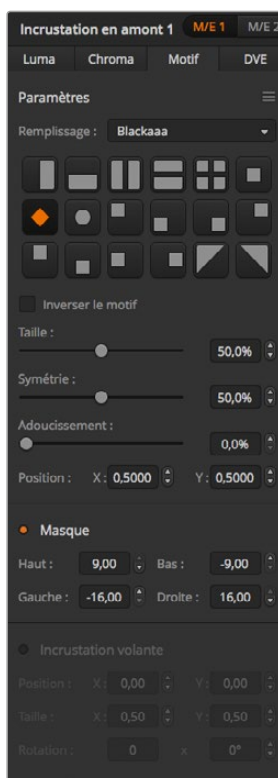 Incrustation en amont 1 M/E 1 M/E 2
Luma Chroma Motif DVE
Paramètres
Remplissage : Blackaaa
Inverser le motif
Taille :
50,0%
Symétrie :
50,0%
Adoucissement :
0,0%
Position : X : 0,5000 Y : 0,5000
Masque
Haut : 9,00 Bas : -9,00
Gauche : -16,00 Droite : 16,00
Incrustation volante
Position : X : 0,00 Y : 0,00
Taille : X : 0,50 Y : 0,50
Rotation : 0 x 0°